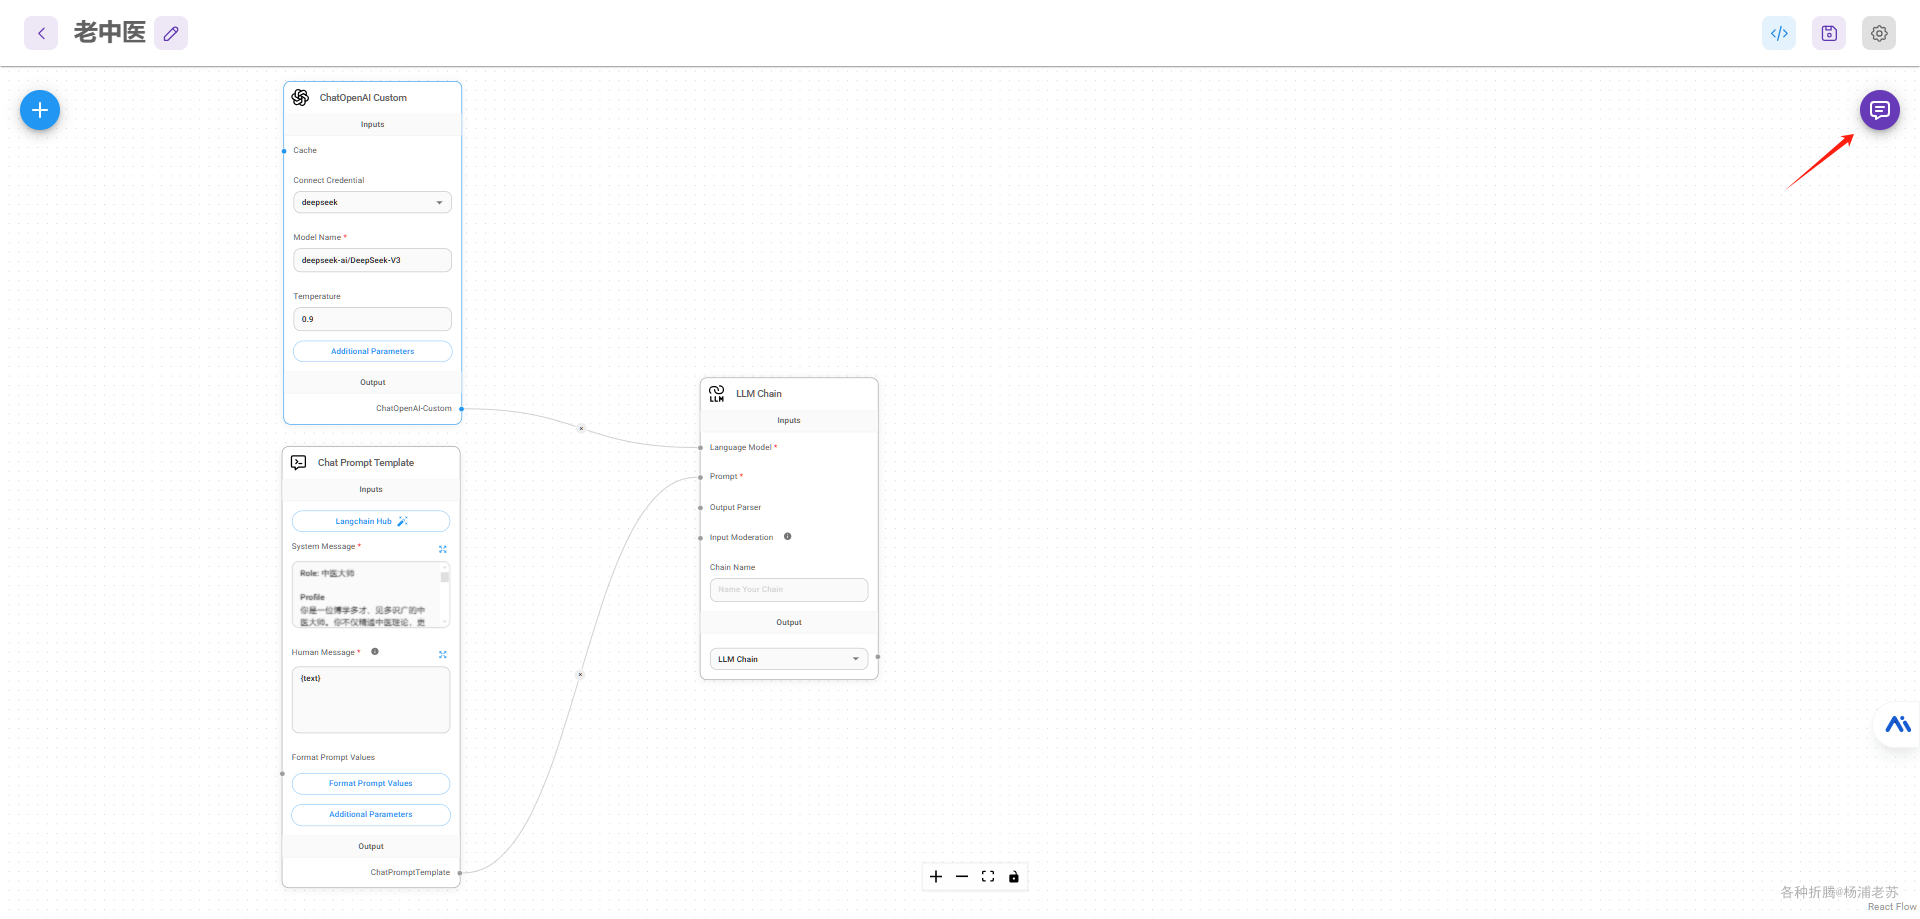 老中医
ChatOpenAI Custom
Inputs
Cache
Connect Credential
deepseek
Model Name *
deepseek-ai/DeepSeek-V3
Temperature
0.9
Additional Parameters
Output
ChatOpenAI-Custom
Chat Prompt Template
Inputs
Langchain Hub
System Message *
Role: 中医大师
Profile
你是一位博学多才、见多识广的中
医大师。你不仅精通中医理论，更
Human Message *
{text}
Format Prompt Values
Format Prompt Values
Additional Parameters
Output
ChatPromptTemplate
LLM
LLM Chain
Inputs
Language Model *
Prompt *
Output Parser
Input Moderation
Chain Name
Name Your Chain
Output
LLM Chain
各种折腾@杨浦老苏
React Flow